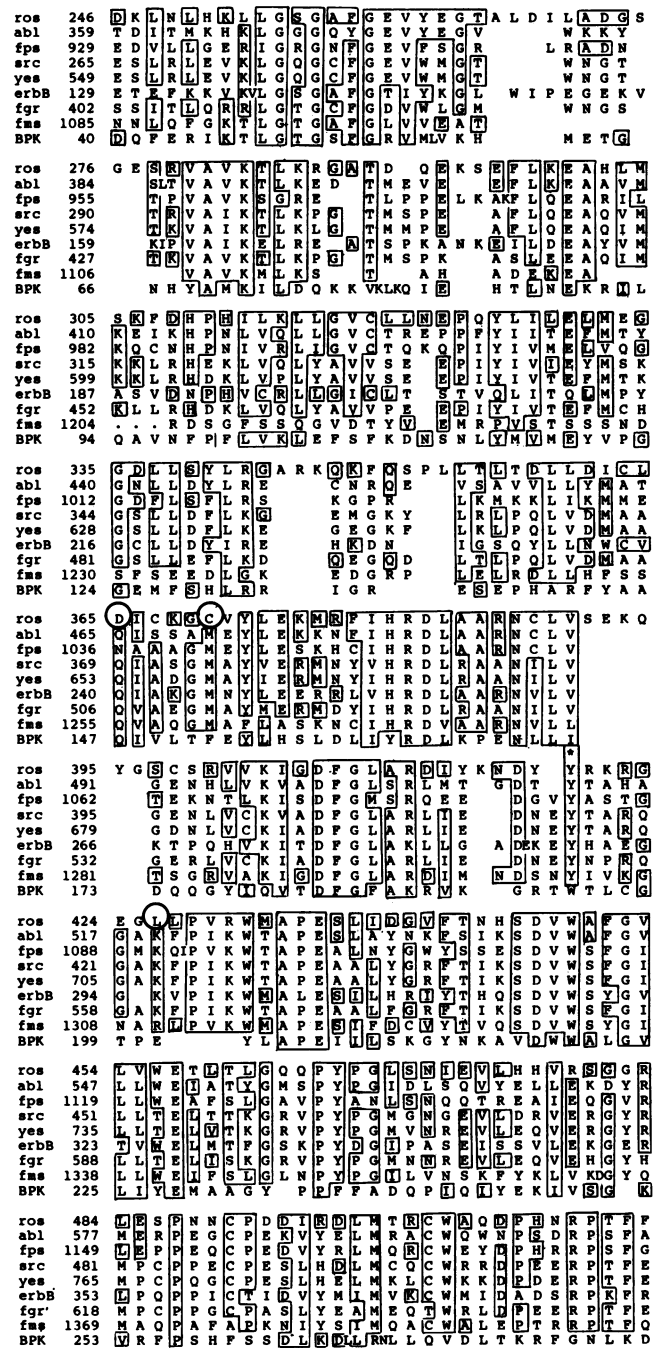 ros 246 D K L N L H K L L G S G A F G E V Y E G T A L D I L A D G S
abl 359 T D I T M K H K L G G G Q Y G E V Y E G V W K K Y
fps 929 E D V L L G E R I G R G N F G E V F S G R L R A D N
src 265 E S L R L E V K L G Q G C F G E V W M G T W N G T
yes 549 E S L R L E V K L G Q G C F G E V W M G T W N G T
erbB 129 E T E F K K V K V L G S G A F G T I Y K G L W I P E G E K V
fgr 402 S S I T L Q R R L G T G C F G D V W L G M W N G S
fms 1085 N N L Q F G K T L G T G A F G L V V E A T
BPK 40 D Q F E R I K T L G T G S F G R V M L V K H M E T G
ros 276 G E S R V A V K T L K R G A T D Q E K S E F L K E A H L M
abl 384 S L T V A V K T L K E D T M E V E E F L K E A A V M
fps 955 T P V A V K S G R E T L P P E L K A K F L Q E A R I L
src 290 T R V A I K T L K P G T M S P E A F L Q E A Q V M
yes 574 T K V A I K T L K L G T M M P E A F L Q E A Q I M
erbB 159 K I P V A I K E L R E A T S P K A N K E I L D E A Y V M
fgr 427 T K V A V K T L K P G T M S P K A S L E E A Q I M
fms 1106 V A V K M L K S T A H A D E K E A
BPK 66 N H Y A M K I L D Q K K V K L K Q I E H T L N E K R I L
ros 305 S K F D H P H I L K L L G V C L L N E P Q Y L I L E L M E G
abl 410 K E I K H P N L V Q L L G V C T R E P P F Y I I T E F M T Y
fps 982 K Q C N H P N I V R L I G V C T Q K Q P I Y I V M E L V Q G
src 315 K K L R H E K L V Q L Y A V V S E E P I Y I V I E Y M S K
yes 599 K K L R H D K L V P L Y A V V S E E P I Y I V T E F M T K
erbB 187 A S V D N P H V C R L L G I C L T S T V Q L I T Q L M P Y
fgr 452 K L L R H D K L V Q L Y A V V P E E P I Y I V T E F M C H
fms 1204 . . . R D S G F S S Q G V D T Y V E M R P V S T S S S N D
BPK 94 Q A V N F P F L V K L E F S F K D N S N L Y M V M E Y V P G
ros 335 G D L L S Y L R G A R K Q K F Q S P L L T L T D L L D I C L
abl 440 G N L L D Y L R E C N R Q E V S A V V L L Y M A T
fps 1012 G D F L S F L R S K G P R L K M K K L I K M M E
src 344 G S L L D F L K G E M G K Y L R L P Q L V D M A A
yes 628 G S L L D F L K E G E G K F L K L P Q L V D M A A
erbB 216 G C L L D Y I R E H K D N I G S Q Y L L N W C V
fgr 481 G S L L E F L K D Q E G Q D L T L P Q L V D M A A
fms 1230 S F S E E D L G K E D G R P L E L R D L L H F S S
BPK 124 G E M F S H L R R I G R E S E P H A R F Y A A
ros 365 D I C K G C V Y L E K M R F I H R D L A A R N C L V S E K Q
abl 465 Q I S S A M E Y L E K K N F I H R D L A A R N C L V
fps 1036 N A A A G M E Y L E S K H C I H R D L A A R N C L V
src 369 Q I A S G M A Y V E R M N Y V H R D L R A A N I L V
yes 653 Q I A D G M A Y I E R M N Y I H R D L R A A N I L V
erbB 240 Q I A K G M N Y L E E R R L V H R D L A A R N V L V
fgr 506 Q V A E G M A Y M E R M D Y I H R D L R A A N I L V
fms 1255 Q V A Q G M A F L A S K N C I H R D V A A R N V L L
BPK 147 Q I V L T F E Y L H S L D L I Y R D L K P E N L L I
*
ros 395 Y G S C S R V V K I G D F G L A R D I Y K N D Y Y R K R G
abl 491 G E N H L V K V A D F G L S R L M T G D T Y T A H A
fps 1062 T E K N T L K I S D F G M S R Q E E D G V Y A S T G
src 395 G E N L V C K V A D F G L A R L I E D N E Y T A R Q
yes 679 G D N L V C K I A D F G L A R L I E D N E Y T A R Q
erbB 266 K T P Q H V K I T D F G L A K L L G A D E K E Y H A E G
fgr 532 G E R L V C K I A D F G L A R L I E D N E Y N P R Q
fms 1281 T S G R V A K I G D F G L A R D I M N D S N Y I V K G
BPK 173 D Q Q G Y I Q V T D F G F A K R V K G R T W T L C G
ros 424 E G L L P V R W M A P E S L I D G V F T N H S D V W A F G V
abl 517 G A K F P I K W T A P E S L A Y N K F S I K S D V W A F G V
fps 1088 G M K Q I P V K W T A P E A L N Y G W Y S S E S D V W S F G I
src 421 G A K F P I K W T A P E A A L Y G R F T I K S D V W S F G I
yes 705 G A K F P I K W T A P E A A L Y G R F T I K S D V W S F G I
erbB 294 G K V P I K W M A L E S I L H R I Y T H Q S D V W S Y G V
fgr 558 G A K F P I K W T A P E A A L F G R F T I K S D V W S F G I
fms 1308 N A R L P V K W M A P E S I F D C V Y T V Q S D V W S Y G I
BPK 199 T P E Y L A P E I I L S K G Y N K A V D W W A L G V
ros 454 L V W E T L T L G Q Q P Y P G L S N I E V L H H V R S G G R
abl 547 L L W E I A T Y G M S P Y P G I D L S Q V Y E L L E K D Y R
fps 1119 L L W E A F S L G A V P Y A N L S N Q Q T R E A I E Q G V R
src 451 L L T E L T T K G R V P Y P G M G N G E V L D R V E R G Y R
yes 735 L L T E L V T K G R V P Y P G M V N R E V L E Q V E R G Y R
erbB 323 T V W E L M T F G S K P Y D G I P A S E I S S V L E K G E R
fgr 588 L L T E L I S K G R V P Y P G M N N R E V L E Q V E H G Y H
fms 1338 L L W E I F S L G L N P Y P G I L V N S K F Y K L V K D G Y Q
BPK 225 L I Y E M A A G Y P P F F A D Q P I Q I Y E K I V S G K
ros 484 L E S P N N C P D D I R D L M T R C W A Q D P H N R P T F F
abl 577 M E R P E G C P E K V Y E L M R A C W Q W N P S D R P S F A
fps 1149 L E P P E Q C P E D V Y R L M Q R C W E Y D P H R R P S F G
src 481 M P C P P E C P E S L H D L M C Q C W R R D P E E R P T F E
yes 765 M P C P Q G C P E S L H E L M K L C W K K D P D E R P T F E
erbB 353 L P Q P P I C T I D V Y M I M V K C W M I D A D S R P K F R
fgr 618 M P C P P G C P A S L Y E A M E Q T W R L D P E E R P T F E
fms 1369 M A Q P A F A P K N I Y S I M Q A C W A L E P T R R P T F Q
BPK 253 V R F P S H F S S D L K D L L R N L L Q V D L T K R F G N L K D